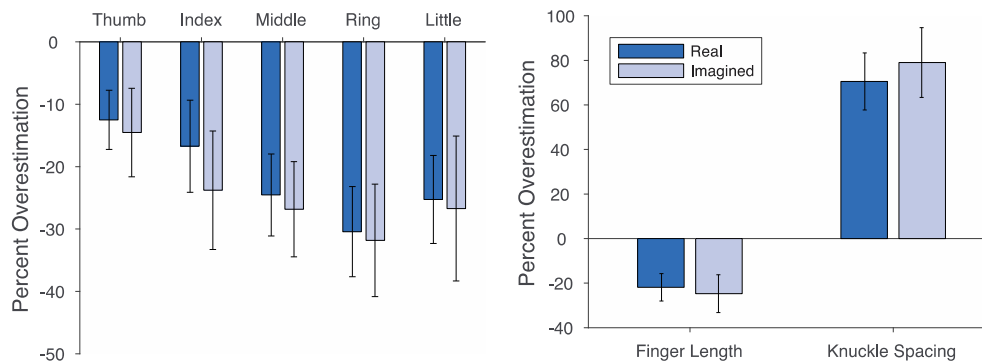 Thumb Index Middle Ring Little
0
-10
-20
-30
-40
-50
Percent Overestimation
100
80
60
40
20
0
-20
-40
Percent Overestimation
Real
Imagined
Finger Length Knuckle Spacing